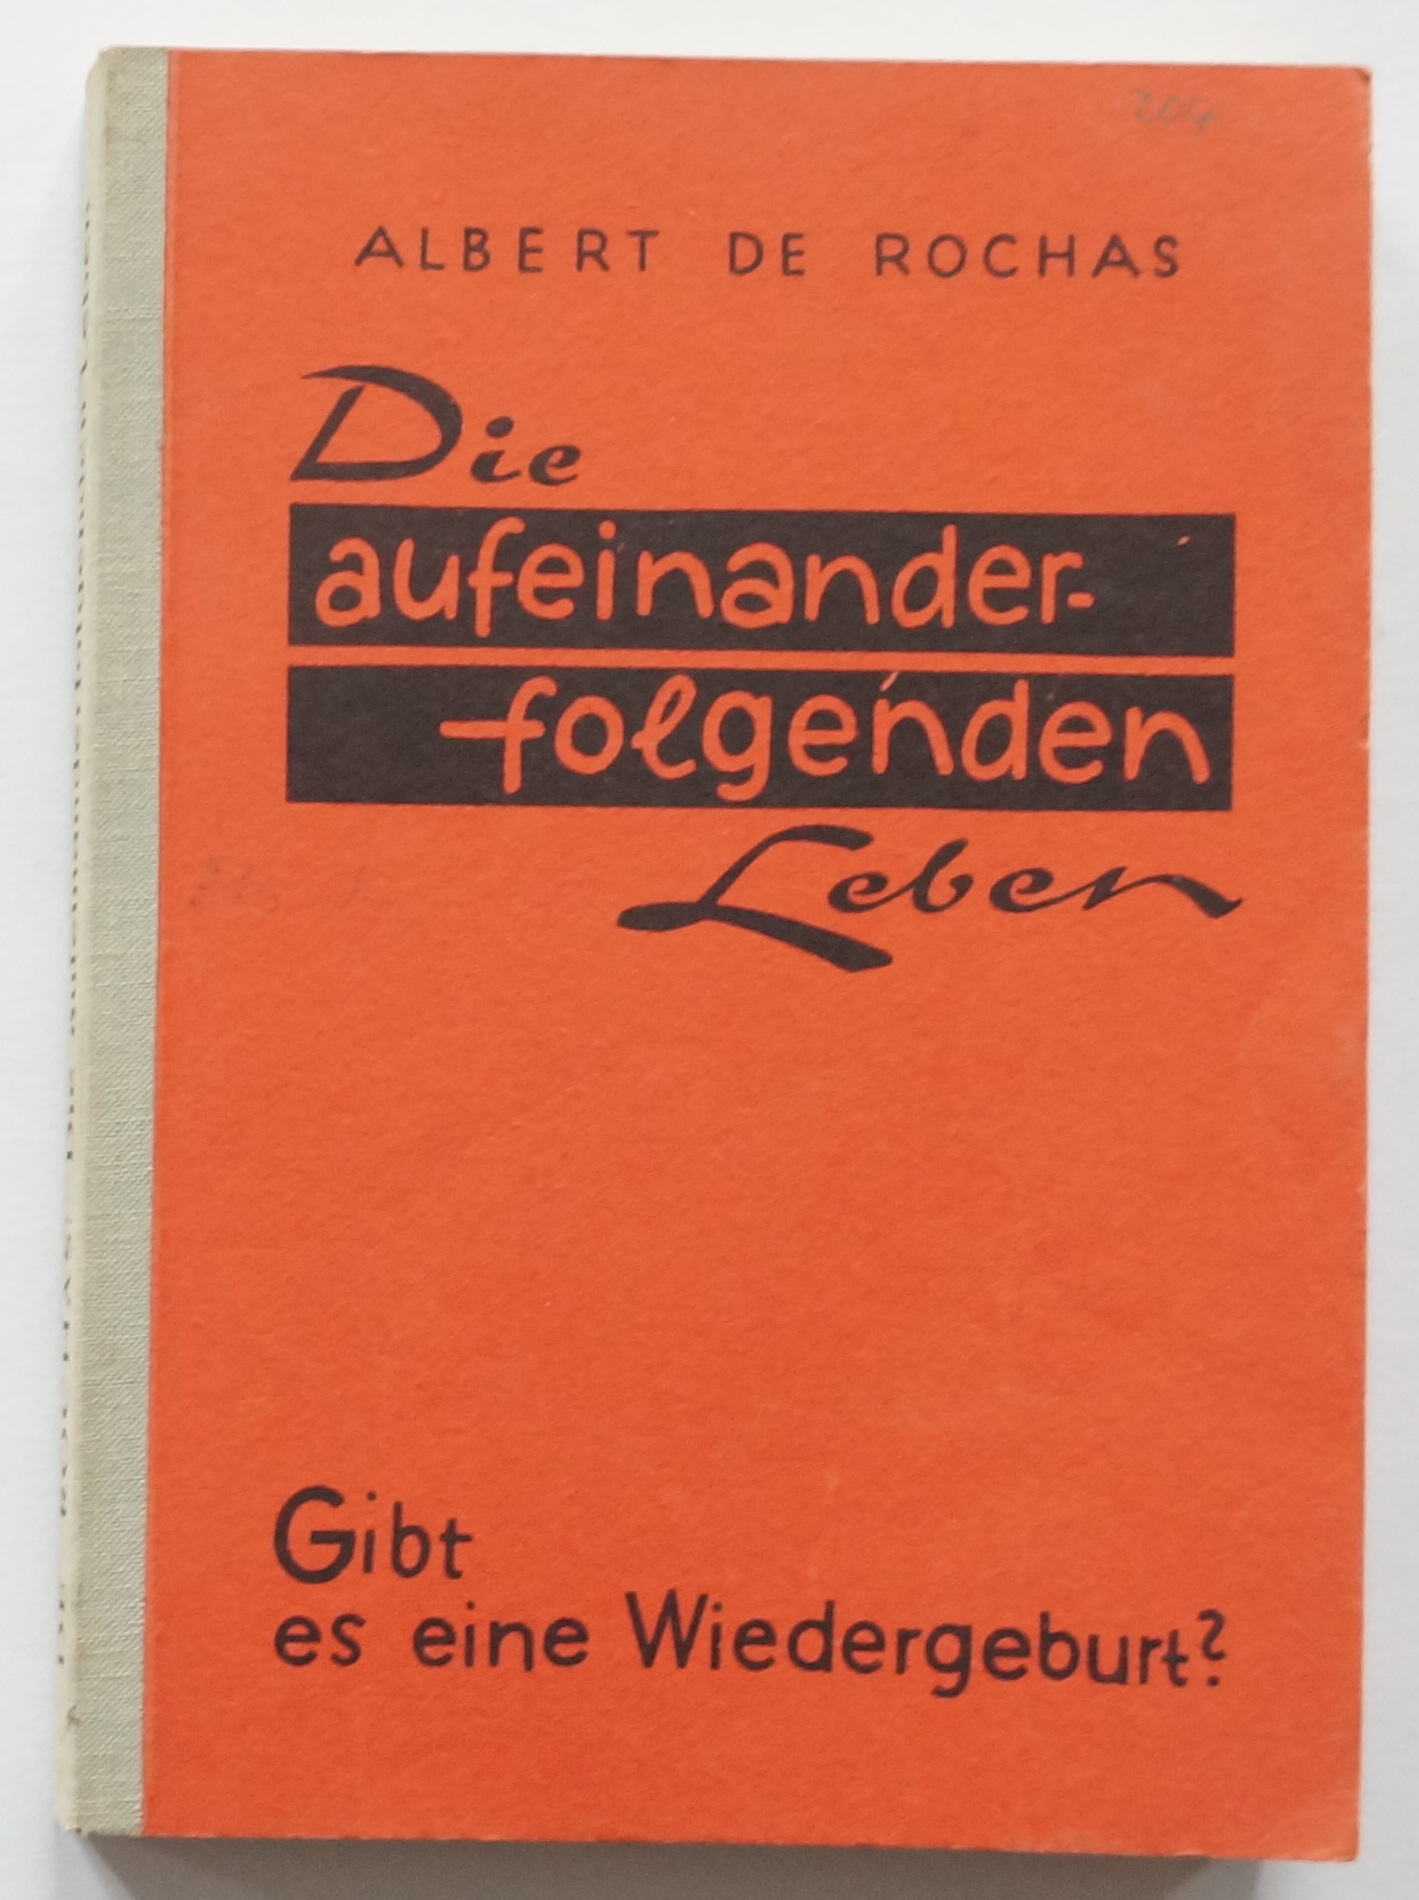 ALBERT DE ROCHAS
Die
aufeinander-
folgenden
Leben
Gibt
es eine Wiedergeburt?